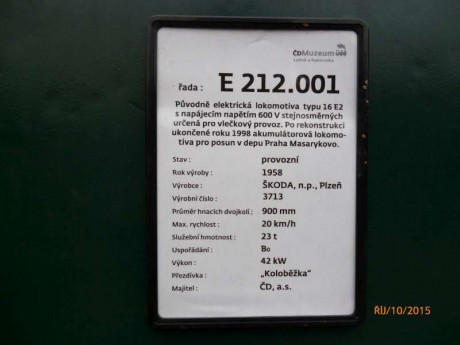 ČDMuzeum
Lužná u Rakovníka
řada : E 212.001
Původně elektrická lokomotiva typu 16 E2
s napájecím napětím 600 V stejnosměrných
určená pro vlečkový provoz. Po rekonstrukci
ukončené roku 1998 akumulátorová lokomo-
tiva pro posun v depu Praha Masarykovo.
Stav : provozní
Rok výroby : 1958
Výrobce : ŠKODA, n.p., Plzeň
Výrobní číslo : 3713
Průměr hnacích dvojkolí : 900 mm
Max. rychlost : 20 km/h
Služební hmotnost : 23 t
Uspořádání : Bo
Výkon : 42 kW
Přezdívka : „Koloběžka“
Majitel : ČD, a.s.
ŘÍJ/10/2015